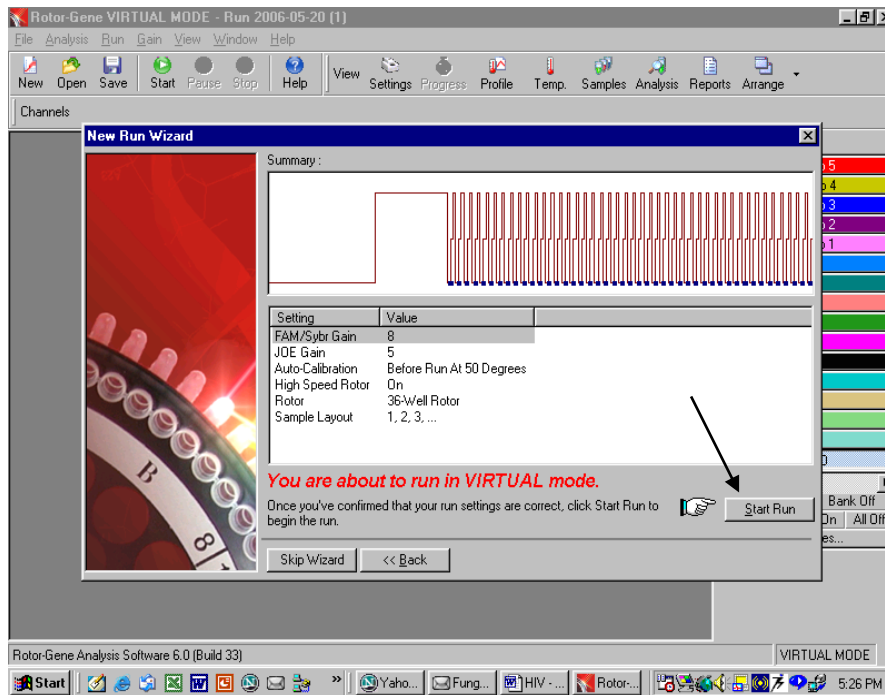 Rotor-Gene VIRTUAL MODE - Run 2006-05-20 (1)
File Analysis Run Gain View Window Help
New Open Save Start Pause Stop Help View Settings Progress Profile Temp. Samples Analysis Reports Arrange
Channels
New Run Wizard
Summary :
Setting Value
FAM/Sybr Gain 8
JOE Gain 5
Auto-Calibration Before Run At 50 Degrees
High Speed Rotor On
Rotor 36-Well Rotor
Sample Layout 1, 2, 3, ...
You are about to run in VIRTUAL mode.
Once you've confirmed that your run settings are correct, click Start Run to
begin the run.
Start Run
Skip Wizard << Back
B
8
1
5
4
3
2
1
Bank Off
On All Off
es...
Rotor-Gene Analysis Software 6.0 (Build 33) VIRTUAL MODE
Start » Yaho... Fung... HIV - ... Rotor-... 5:26 PM